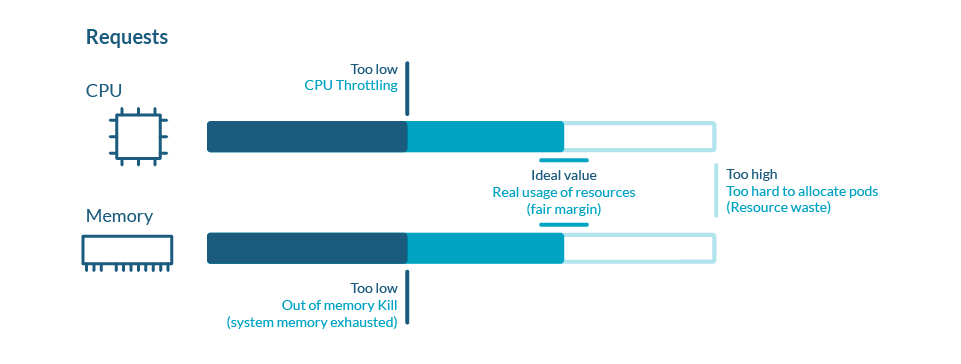 Requests
CPU
Too low
CPU Throttling
Ideal value
Real usage of resources
(fair margin)
Too high
Too hard to allocate pods
(Resource waste)
Memory
Too low
Out of memory Kill
(system memory exhausted)